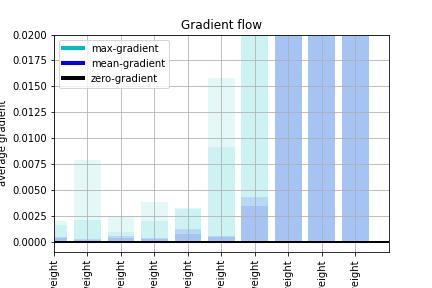 Gradient flow
max-gradient
mean-gradient
zero-gradient
0.0200
0.0175
0.0150
0.0125
0.0100
0.0075
0.0050
0.0025
0.0000
average gradient
eight
eight
eight
eight
eight
eight
eight
eight
eight
eight